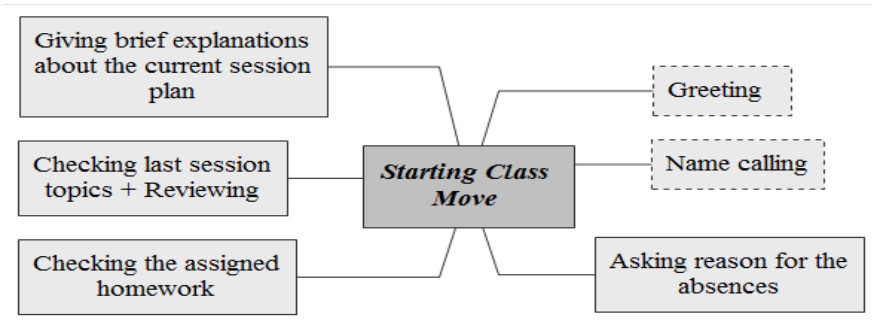 Giving brief explanations
about the current session
plan
Checking last session
topics + Reviewing
Checking the assigned
homework
Starting Class
Move
Greeting
Name calling
Asking reason for the
absences